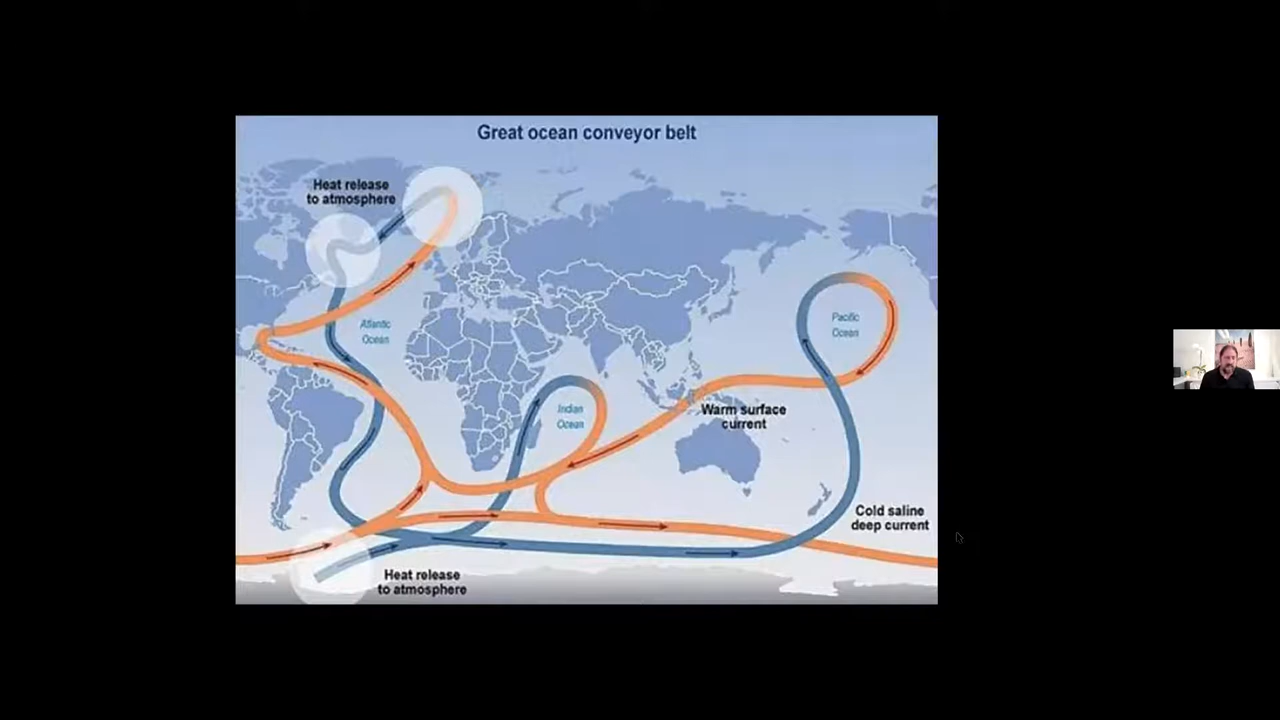 Great ocean conveyor belt
Heat release
to atmosphere
Atlantic
Ocean
Pacific
Ocean
Indian
Ocean
Warm surface
current
Cold saline
deep current
Heat release
to atmosphere